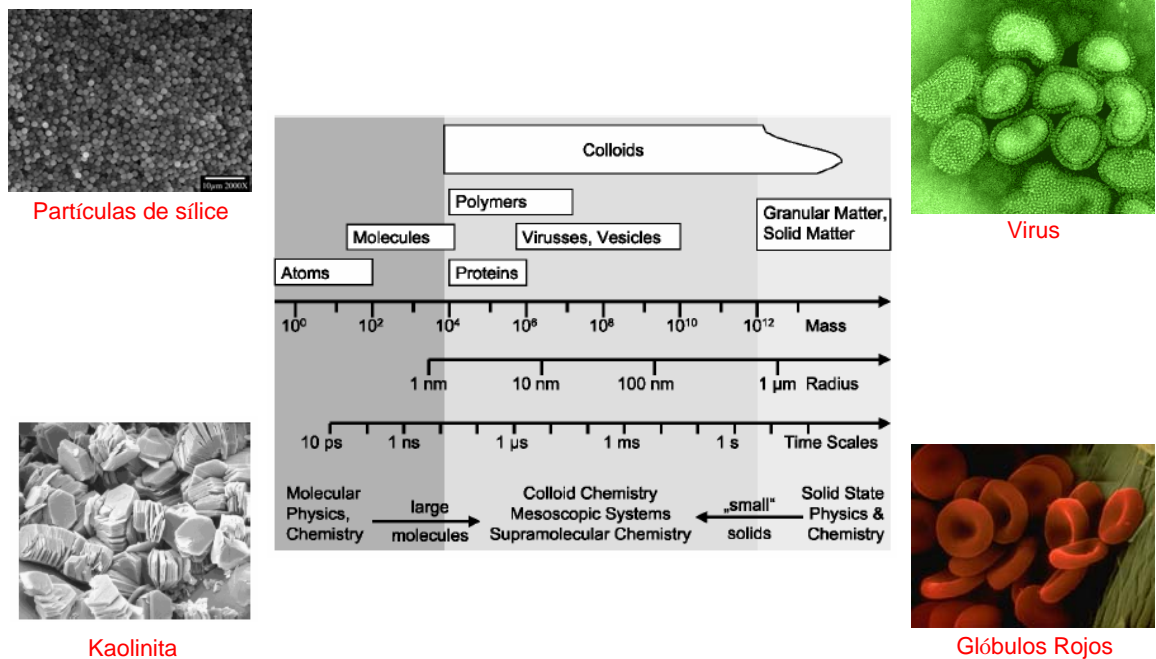 10µm 2000X
Partículas de sílice
Virus
Colloids
Polymers
Granular Matter,
Solid Matter
Molecules
Virusses, Vesicles
Atoms
Proteins
10⁰ 10² 10⁴ 10⁶ 10⁸ 10¹⁰ 10¹² Mass
1 nm 10 nm 100 nm 1 µm Radius
10 ps 1 ns 1 µs 1 ms 1 s Time Scales
Molecular
Physics,
Chemistry
large
molecules
Colloid Chemistry
Mesoscopic Systems
Supramolecular Chemistry
„small“
solids
Solid State
Physics &
Chemistry
Kaolinita
Glóbulos Rojos